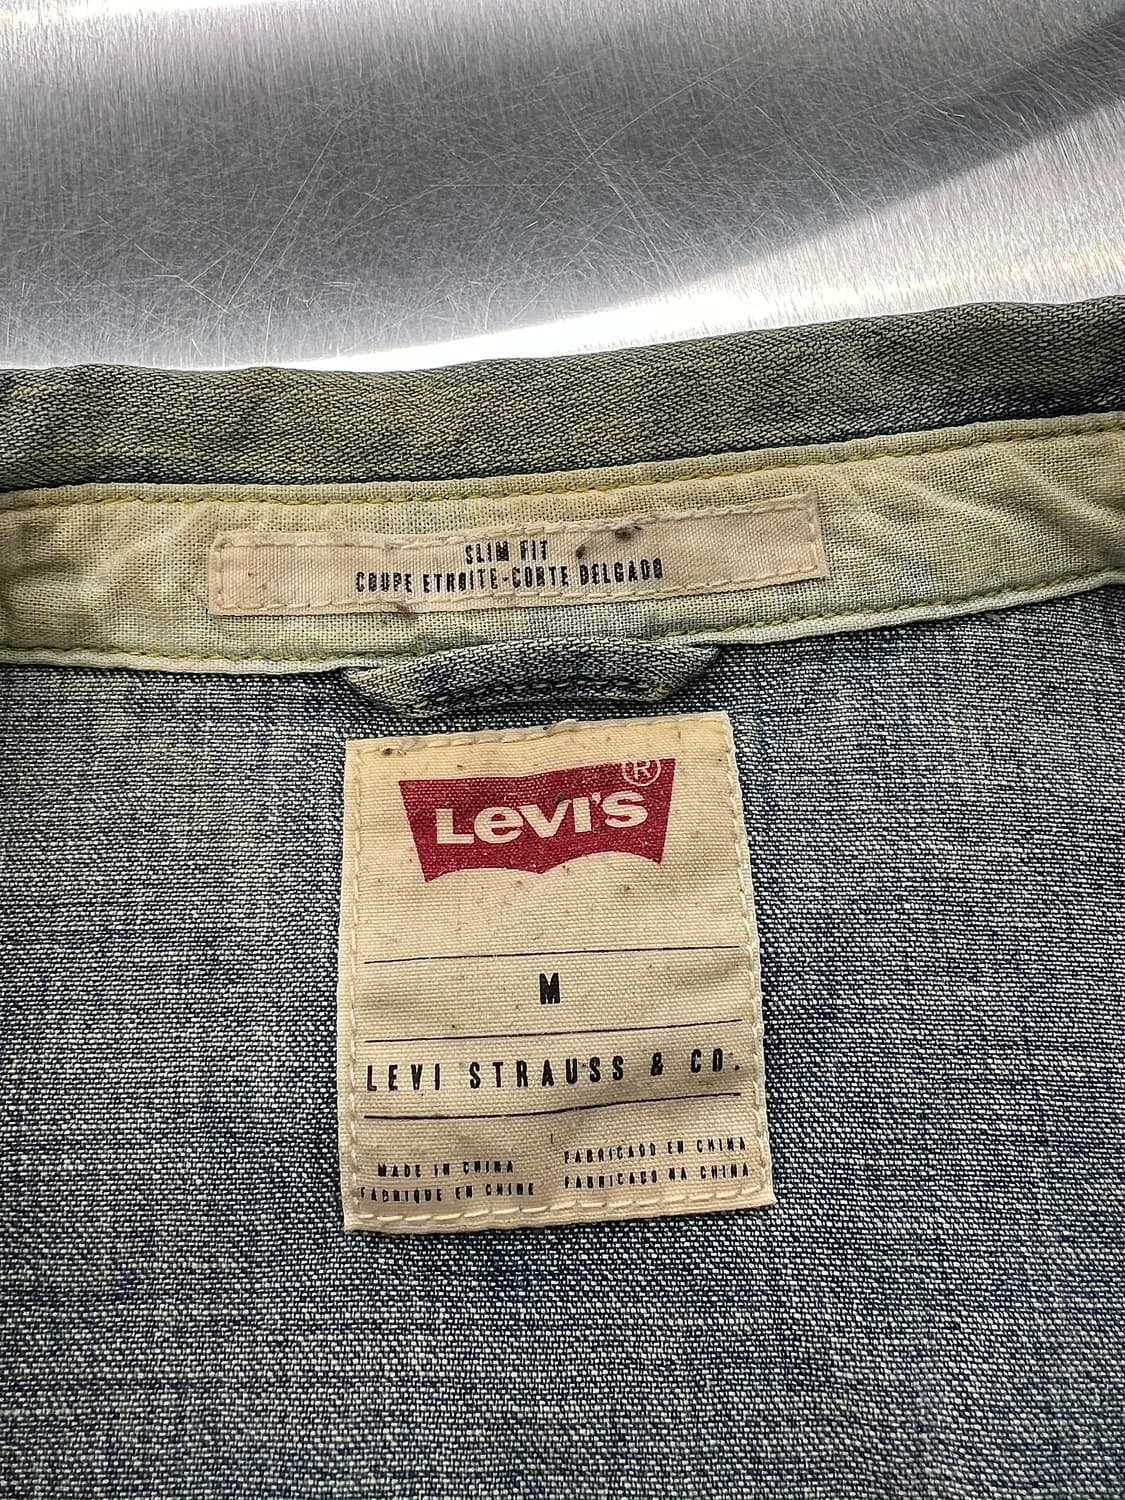 SLIM FIT
COUPE ETROITE-CORTE DELGADO
LEVI'S®
M
LEVI STRAUSS & CO.
MADE IN CHINA
FABRIQUE EN CHINE
FABRICADO EN CHINA
FABRICADO NA CHINA